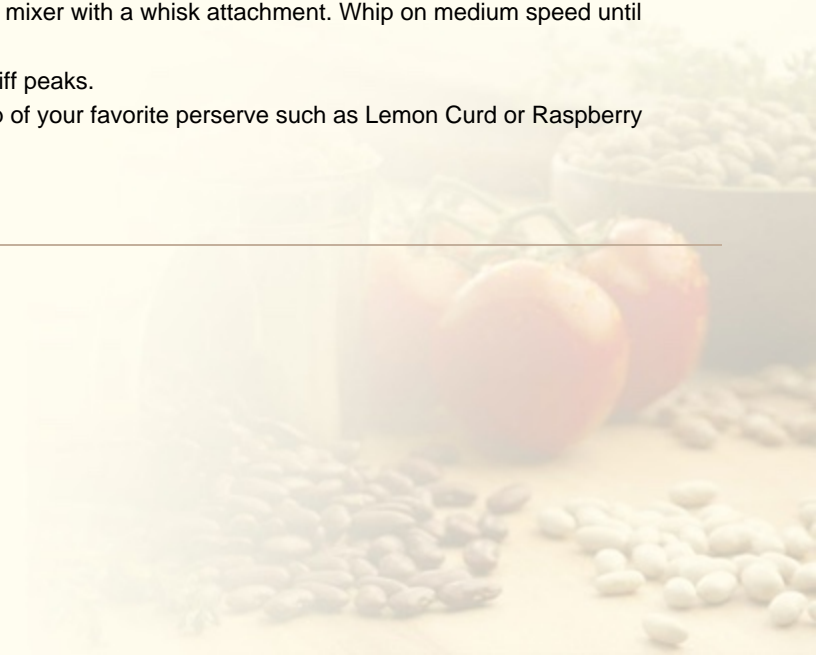 mixer with a whisk attachment. Whip on medium speed until
iff peaks.
of your favorite perserve such as Lemon Curd or Raspberry